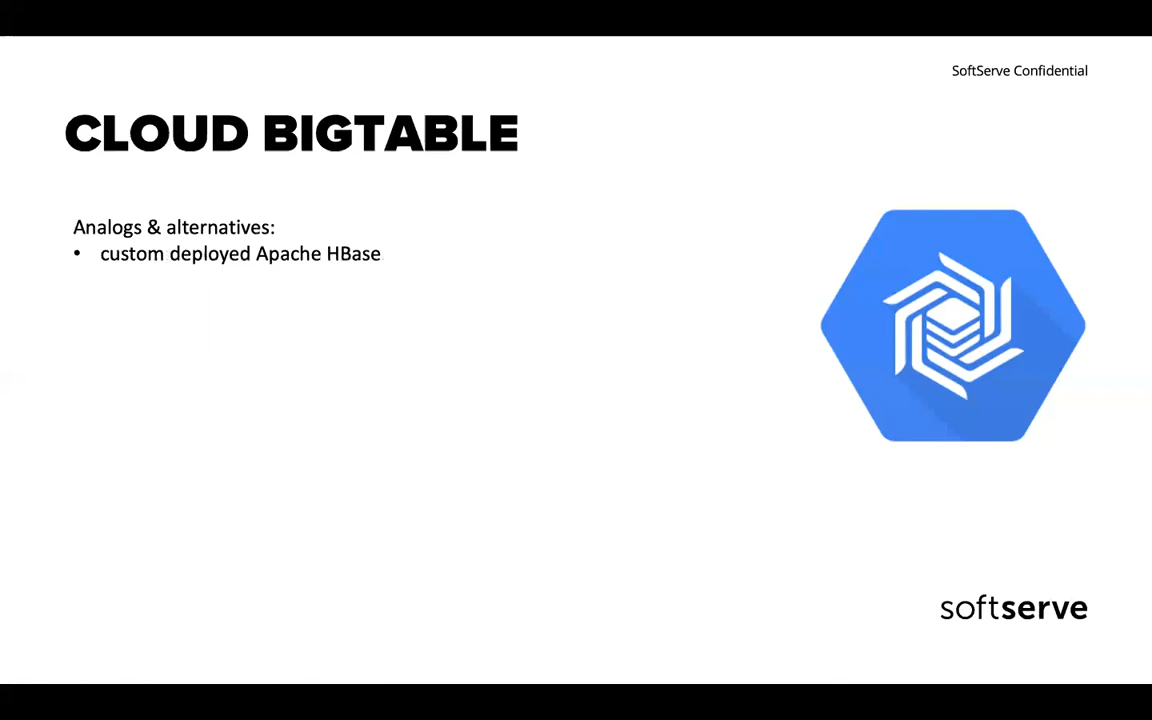 SoftServe Confidential
CLOUD BIGTABLE
Analogs & alternatives:
• custom deployed Apache HBase
softserve